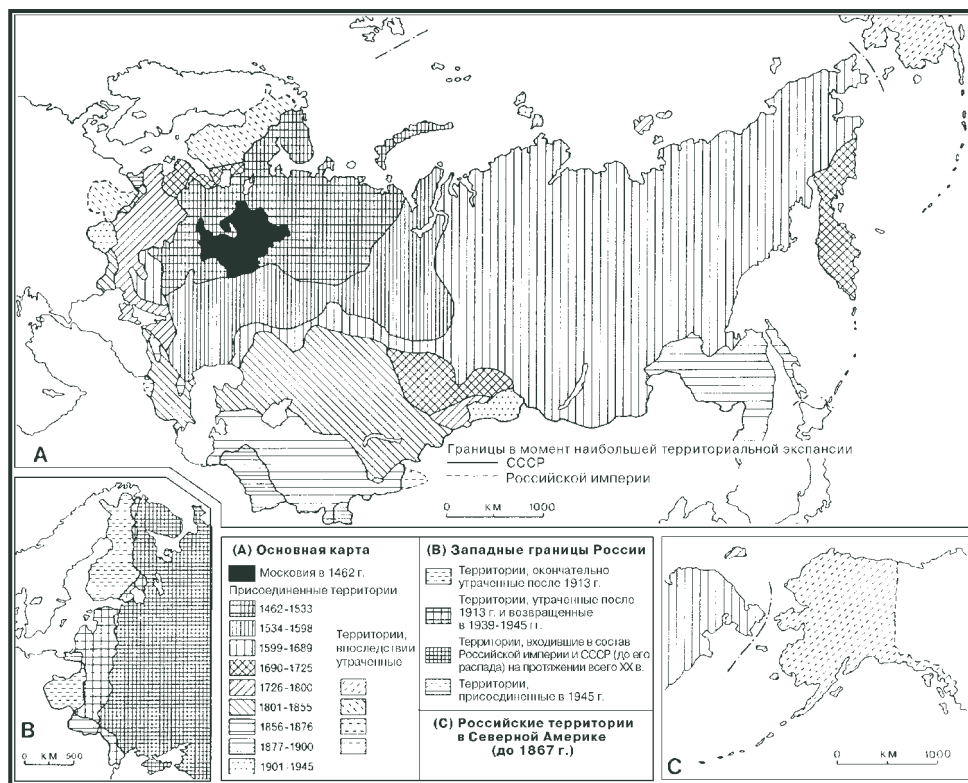 A
Границы в момент наибольшей территориальной экспансии
СССР
Российской империи
0 КМ 1000
B
0 КМ 500
(A) Основная карта
Московия в 1462 г.
Присоединенные территории
1462-1533
1534-1598
1599-1689
1690-1725
1726-1800
1801-1855
1856-1876
1877-1900
1901-1945
Территории,
впоследствии
утраченные
(B) Западные границы России
Территории, окончательно
утраченные после 1913 г.
Территории, утраченные после
1913 г. и возвращенные
в 1939-1945 гг.
Территории, входившие в состав
Российской империи и СССР (до его
распада) на протяжении всего XX в.
Территории,
присоединенные в 1945 г.
(C) Российские территории
в Северной Америке
(до 1867 г.)
C
0 КМ 1000